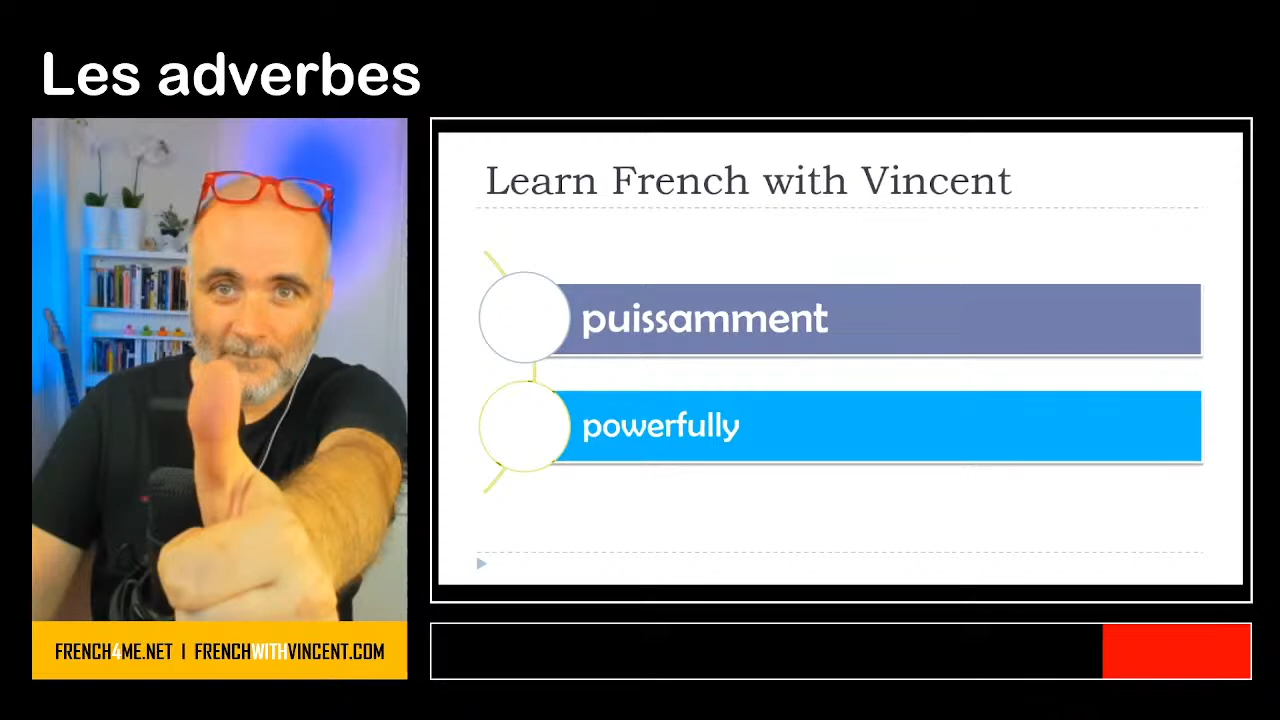 Les adverbes
Learn French with Vincent
puissamment
powerfully
FRENCH4ME.NET | FRENCHWITHVINCENT.COM